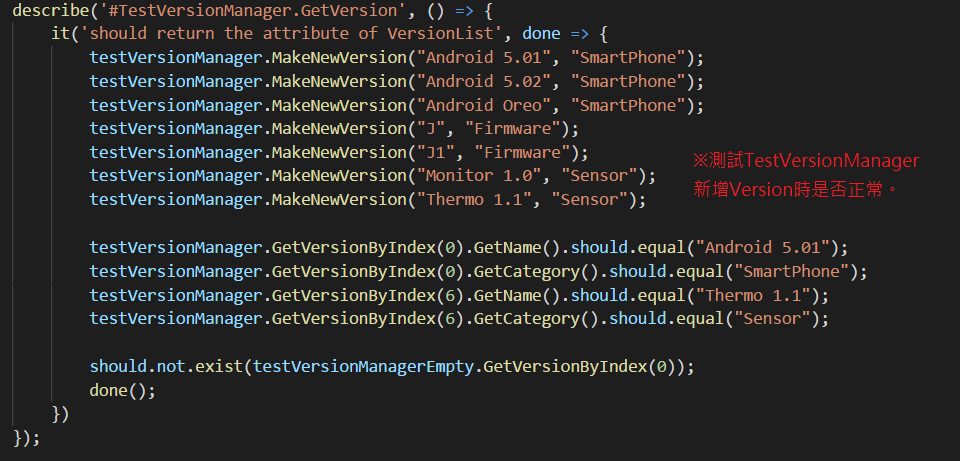 describe('#TestVersionManager.GetVersion', () => {
it('should return the attribute of VersionList', done => {
testVersionManager.MakeNewVersion("Android 5.01", "SmartPhone");
testVersionManager.MakeNewVersion("Android 5.02", "SmartPhone");
testVersionManager.MakeNewVersion("Android Oreo", "SmartPhone");
testVersionManager.MakeNewVersion("J", "Firmware");
testVersionManager.MakeNewVersion("J1", "Firmware");
testVersionManager.MakeNewVersion("Monitor 1.0", "Sensor");
testVersionManager.MakeNewVersion("Thermo 1.1", "Sensor");
※測試TestVersionManager
新增Version時是否正常。
testVersionManager.GetVersionByIndex(0).GetName().should.equal("Android 5.01");
testVersionManager.GetVersionByIndex(0).GetCategory().should.equal("SmartPhone");
testVersionManager.GetVersionByIndex(6).GetName().should.equal("Thermo 1.1");
testVersionManager.GetVersionByIndex(6).GetCategory().should.equal("Sensor");
should.not.exist(testVersionManagerEmpty.GetVersionByIndex(0));
done();
})
});